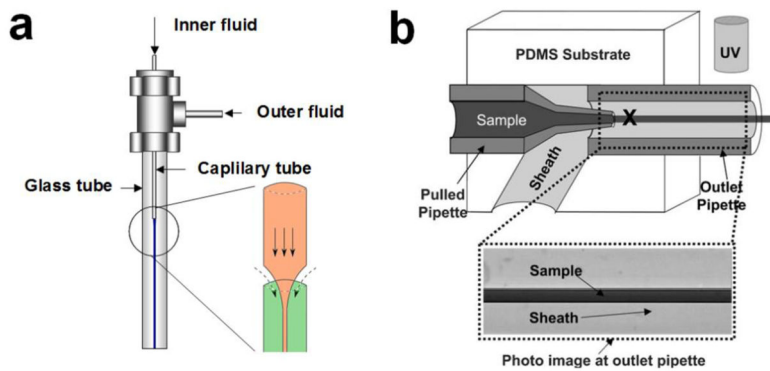 a
Inner fluid
Outer fluid
Caplilary tube
Glass tube
b
PDMS Substrate
UV
Sample
X
Sheath
Pulled
Pipette
Outlet
Pipette
Sample
Sheath
Photo image at outlet pipette